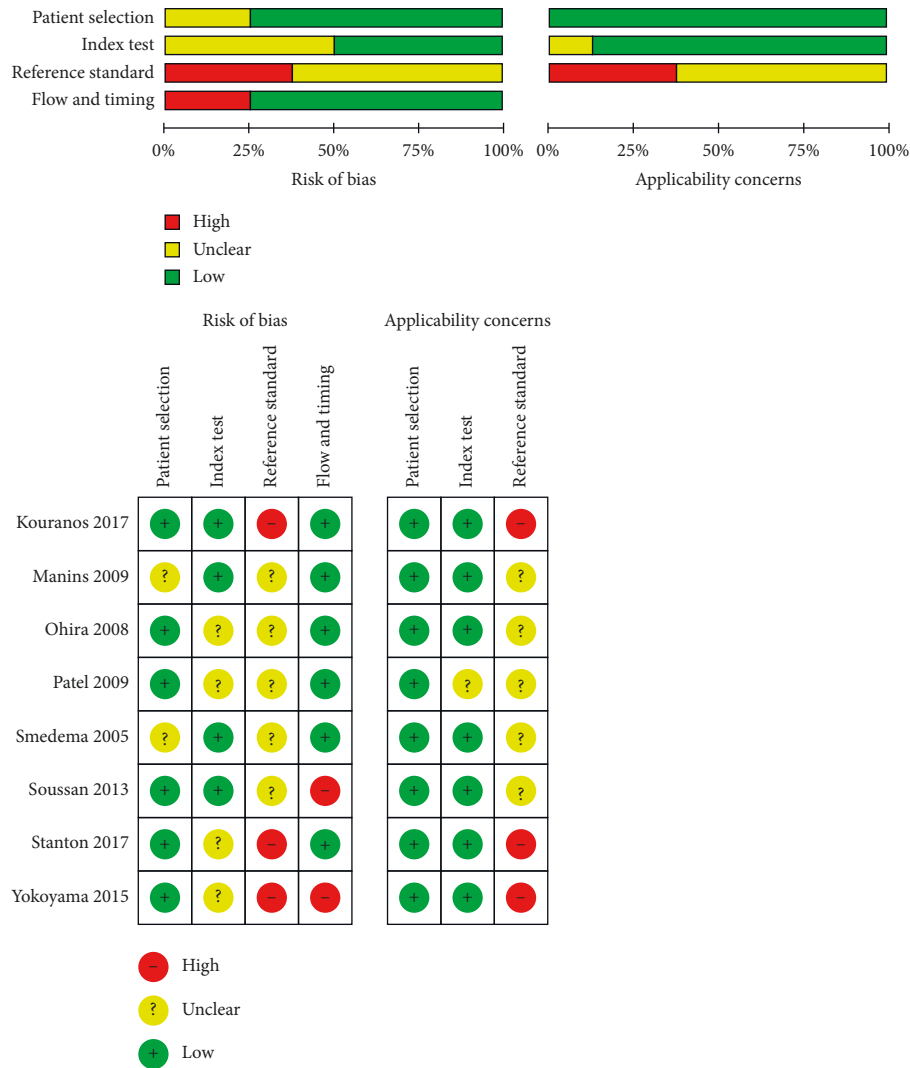 Patient selection
Index test
Reference standard
Flow and timing
0% 25% 50% 75% 100%
Risk of bias
0% 25% 50% 75% 100%
Applicability concerns
High
Unclear
Low
Risk of bias
Applicability concerns
Patient selection
Index test
Reference standard
Flow and timing
Patient selection
Index test
Reference standard
Kouranos 2017 + + – + + + –
Manins 2009 ? + ? + + + ?
Ohira 2008 + ? ? + + + ?
Patel 2009 + ? ? + + ? ?
Smedema 2005 ? + ? + + + ?
Soussan 2013 + + ? – + + ?
Stanton 2017 + ? – + + + –
Yokoyama 2015 + ? – – + + –
– High
? Unclear
+ Low